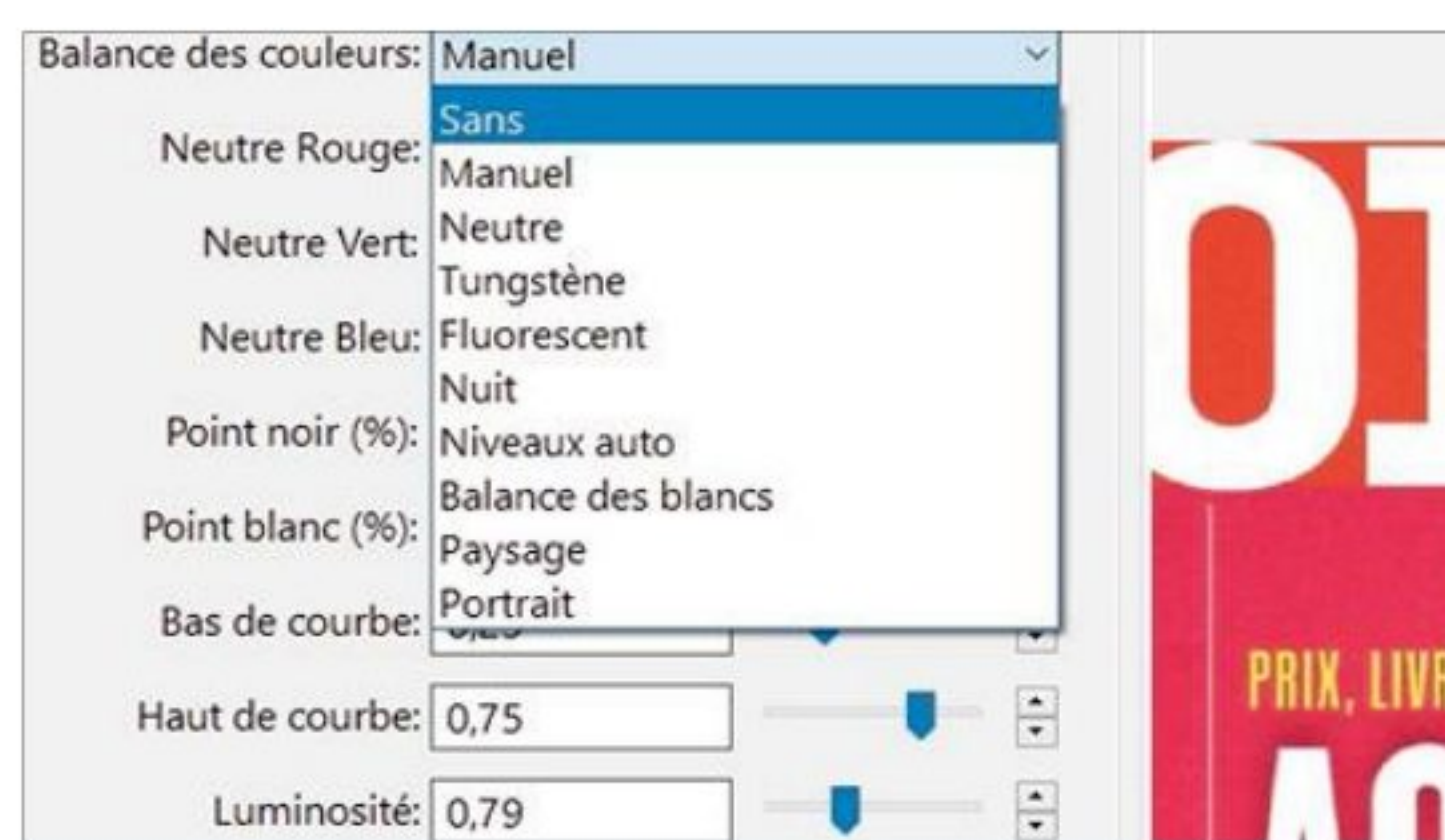 Balance des couleurs: Manuel
Sans
Neutre Rouge:
Manuel
Neutre Vert: Neutre
Tungstène
Neutre Bleu: Fluorescent
Nuit
Point noir (%): Niveaux auto
Balance des blancs
Point blanc (%): Paysage
Portrait
Bas de courbe:
Haut de courbe: 0,75
Luminosité: 0,79
PRIX,